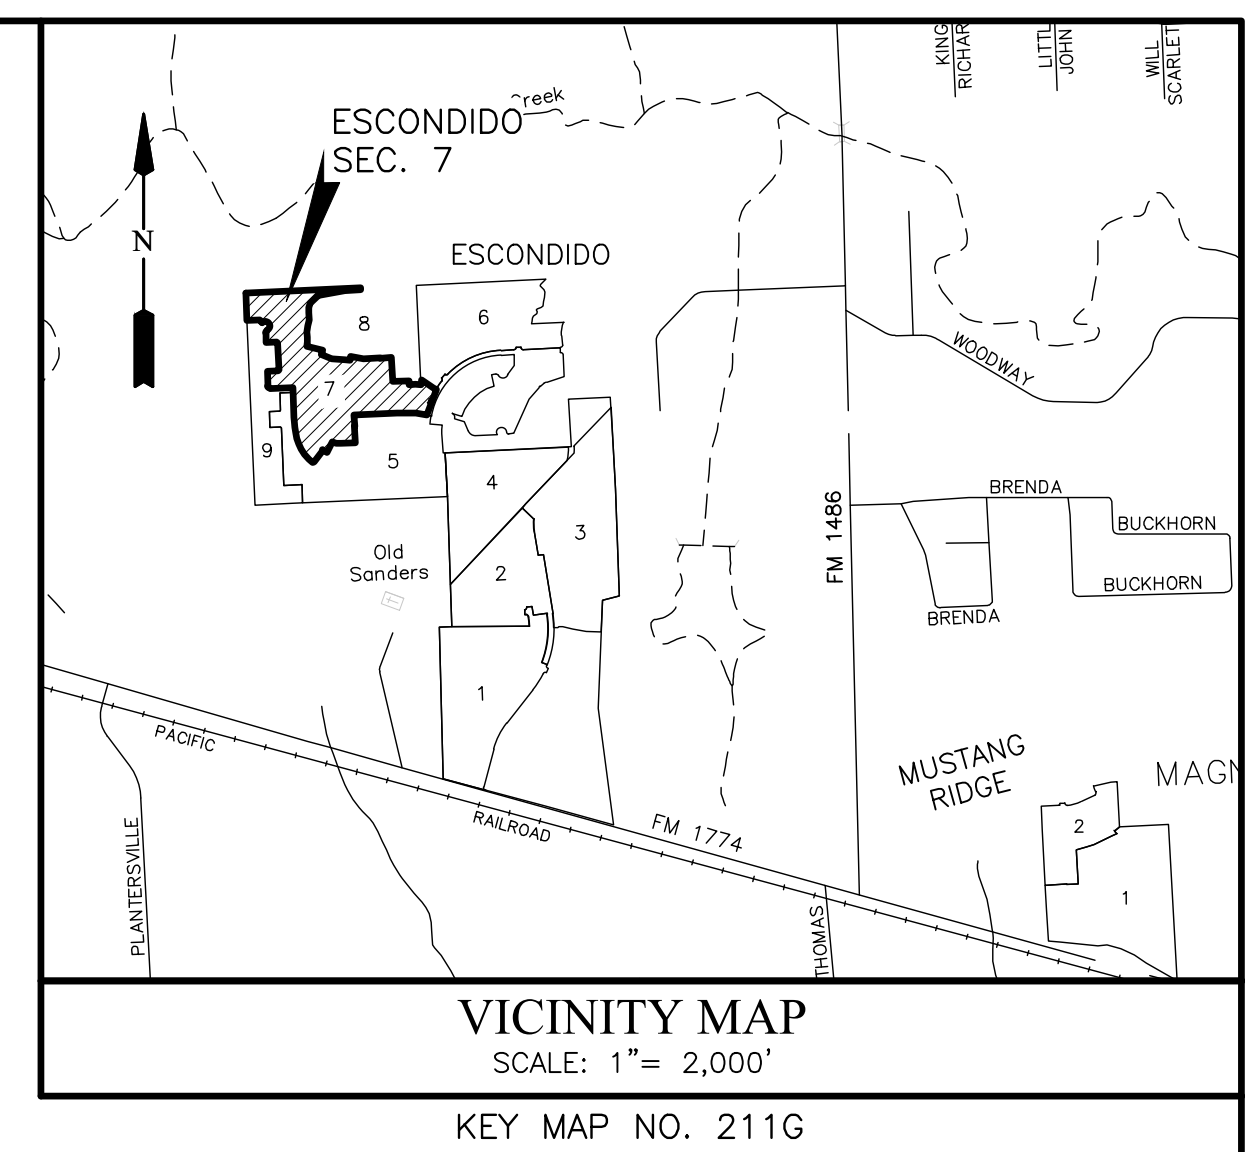 KING
RICHAR
LITTL
JOHN
WILL
SCARLET
Creek
ESCONDIDO
SEC. 7
N
ESCONDIDO
8
6
7
WOODWAY
9
5
4
3
2
1
Old
Sanders
FM 1486
BRENDA
BUCKHORN
BUCKHORN
BRENDA
PACIFIC
RAILROAD
FM 1774
PLANTERSVILLE
THOMAS
MUSTANG
RIDGE
MAGN
2
1
VICINITY MAP
SCALE: 1"= 2,000'
KEY MAP NO. 211G